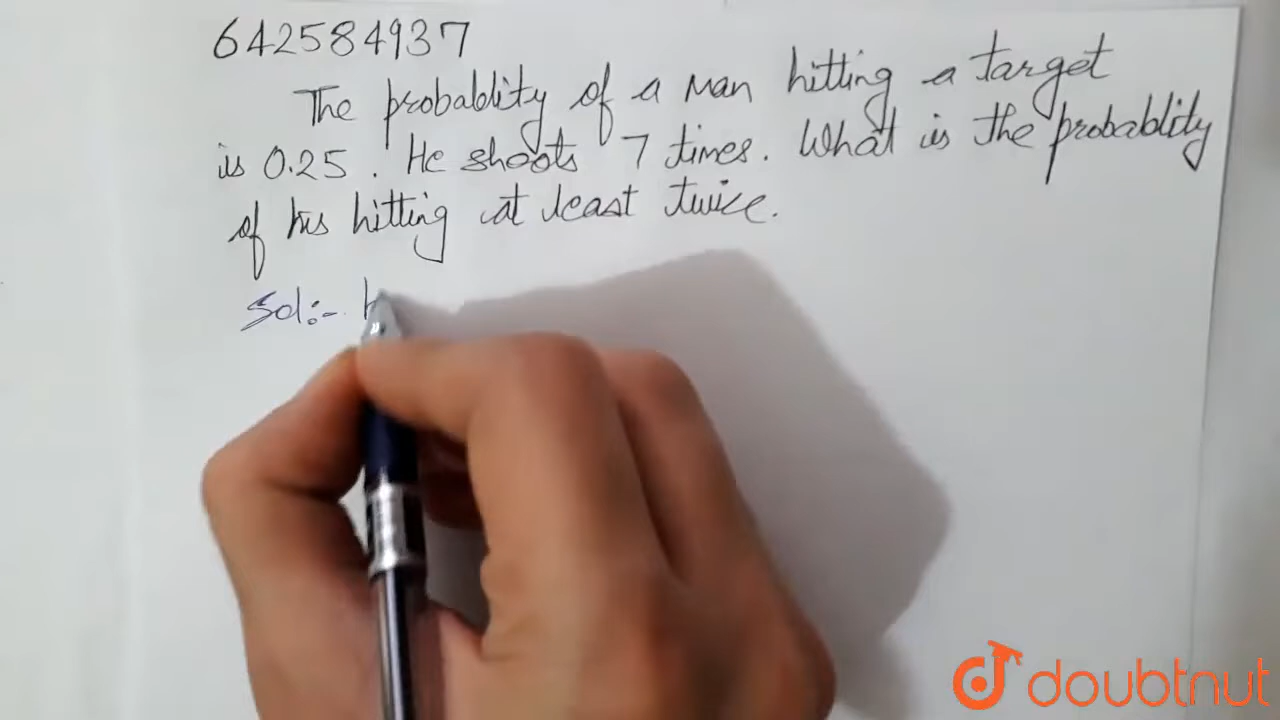 642584937
The probablity of a man hitting a target
is 0.25. He shoots 7 times. What is the probablity
of his hitting at least twice.
Sol:-
doubtnut